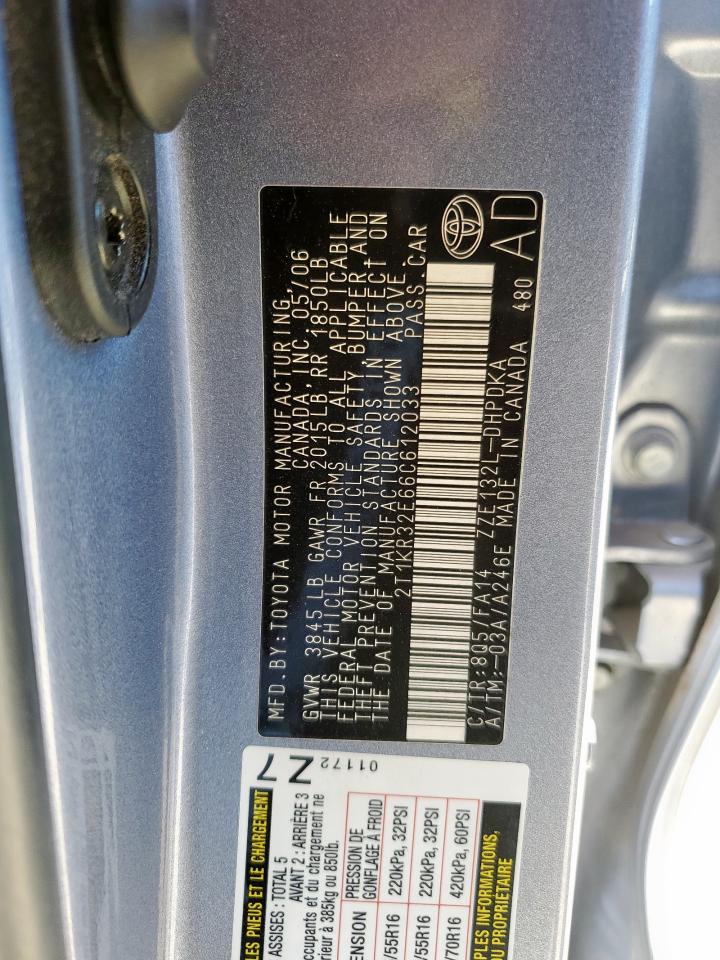 MFD.BY:TOYOTA MOTOR MANUFACTURING,
CANADA, INC. 05/06
GVWR 3845LB GAWR FR 2015LB, RR 1850LB
THIS VEHICLE CONFORMS TO ALL APPLICABLE
FEDERAL MOTOR VEHICLE SAFETY, BUMPER,AND
THEFT PREVENTION STANDARDS IN EFFECT ON
THE DATE OF MANUFACTURE SHOWN ABOVE.
2T1KR32E66C612033 PASS.CAR
C/TR:8Q5/FA14 ZZE132L-DHPDKA
A/TM:-03A/A246E MADE IN CANADA 480
AD
Z 7
01172
LES PNEUS ET LE CHARGEMENT
ASSISES : TOTAL 5
AVANT 2 : ARRIÈRE 3
ccupants et du chargement ne
érieur à 385kg ou 850lb.
ENSION
PRESSION DE
GONFLAGE À FROID
/55R16 220kPa, 32PSI
/55R16 220kPa, 32PSI
/70R16 420kPa, 60PSI
PLES INFORMATIONS,
DU PROPRIÉTAIRE